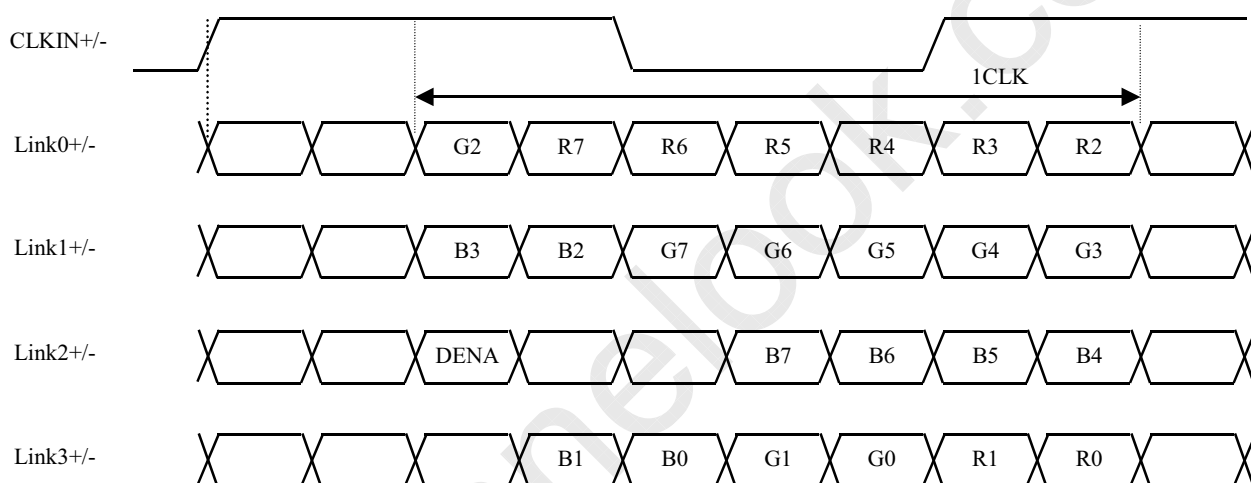 CLKIN+/-
1CLK
Link0+/- G2 R7 R6 R5 R4 R3 R2
Link1+/- B3 B2 G7 G6 G5 G4 G3
Link2+/- DENA B7 B6 B5 B4
Link3+/- B1 B0 G1 G0 R1 R0
nelook.c